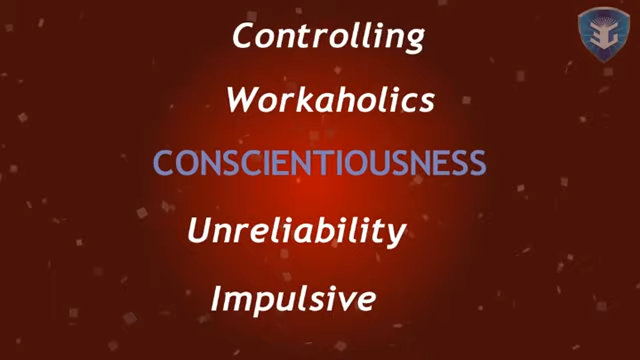 Controlling
Workaholics
CONSCIENTIOUSNESS
Unreliability
Impulsive